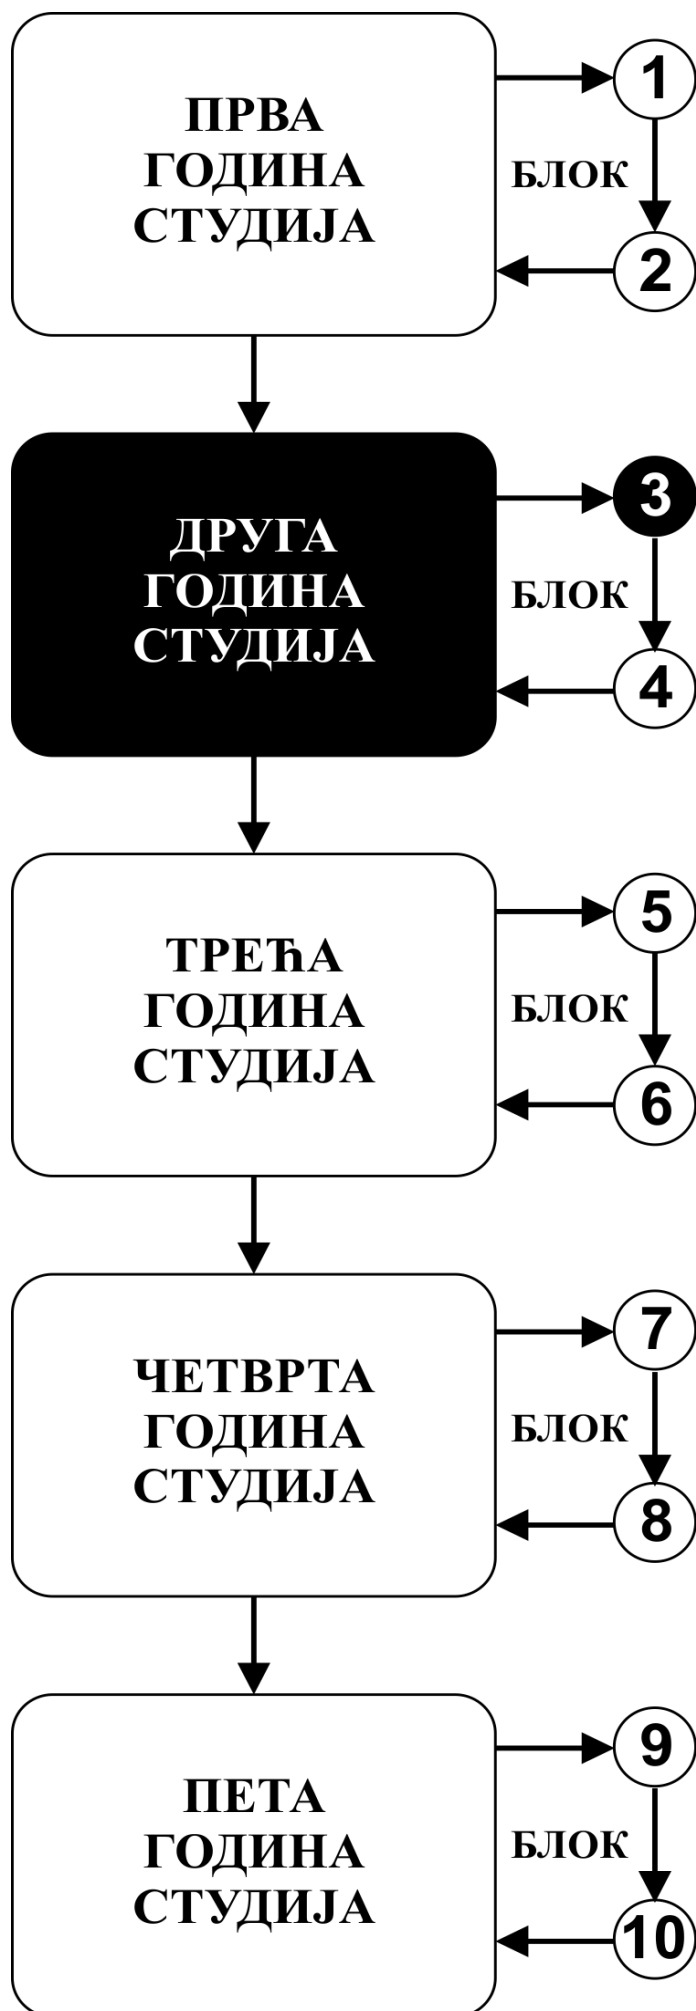 ПРВА
ГОДИНА
СТУДИЈА
1
БЛОК
2
ДРУГА
ГОДИНА
СТУДИЈА
3
БЛОК
4
ТРЕЋА
ГОДИНА
СТУДИЈА
5
БЛОК
6
ЧЕТВРТА
ГОДИНА
СТУДИЈА
7
БЛОК
8
ПЕТА
ГОДИНА
СТУДИЈА
9
БЛОК
10